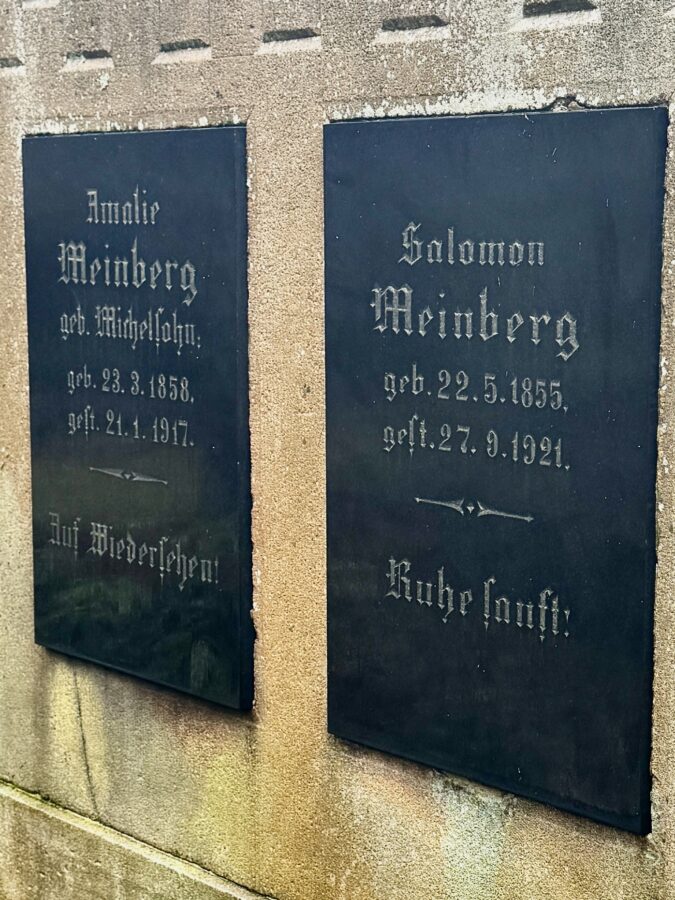 Amalie
Meinberg
geb. Michelsohn,
geb. 23. 3. 1858.
gest. 21. 1. 1917.
Auf Wiedersehen!
Salomon
Meinberg
geb. 22. 5. 1855.
gest. 27. 9. 1921.
Ruhe sanft!